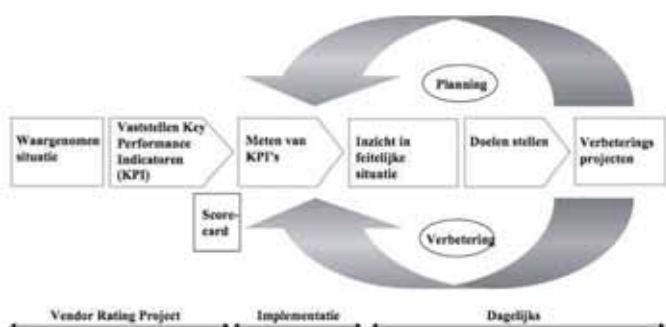 Planning
Waargenomen
situatie
Vaststellen Key
Performance
Indicatoren
(KPI)
Meten van
KPI's
Inzicht in
feitelijke
situatie
Doelen stellen
Verbeterings
projecten
Score-
card
Verbetering
Vendor Rating Project
Implementatie
Dagelijks